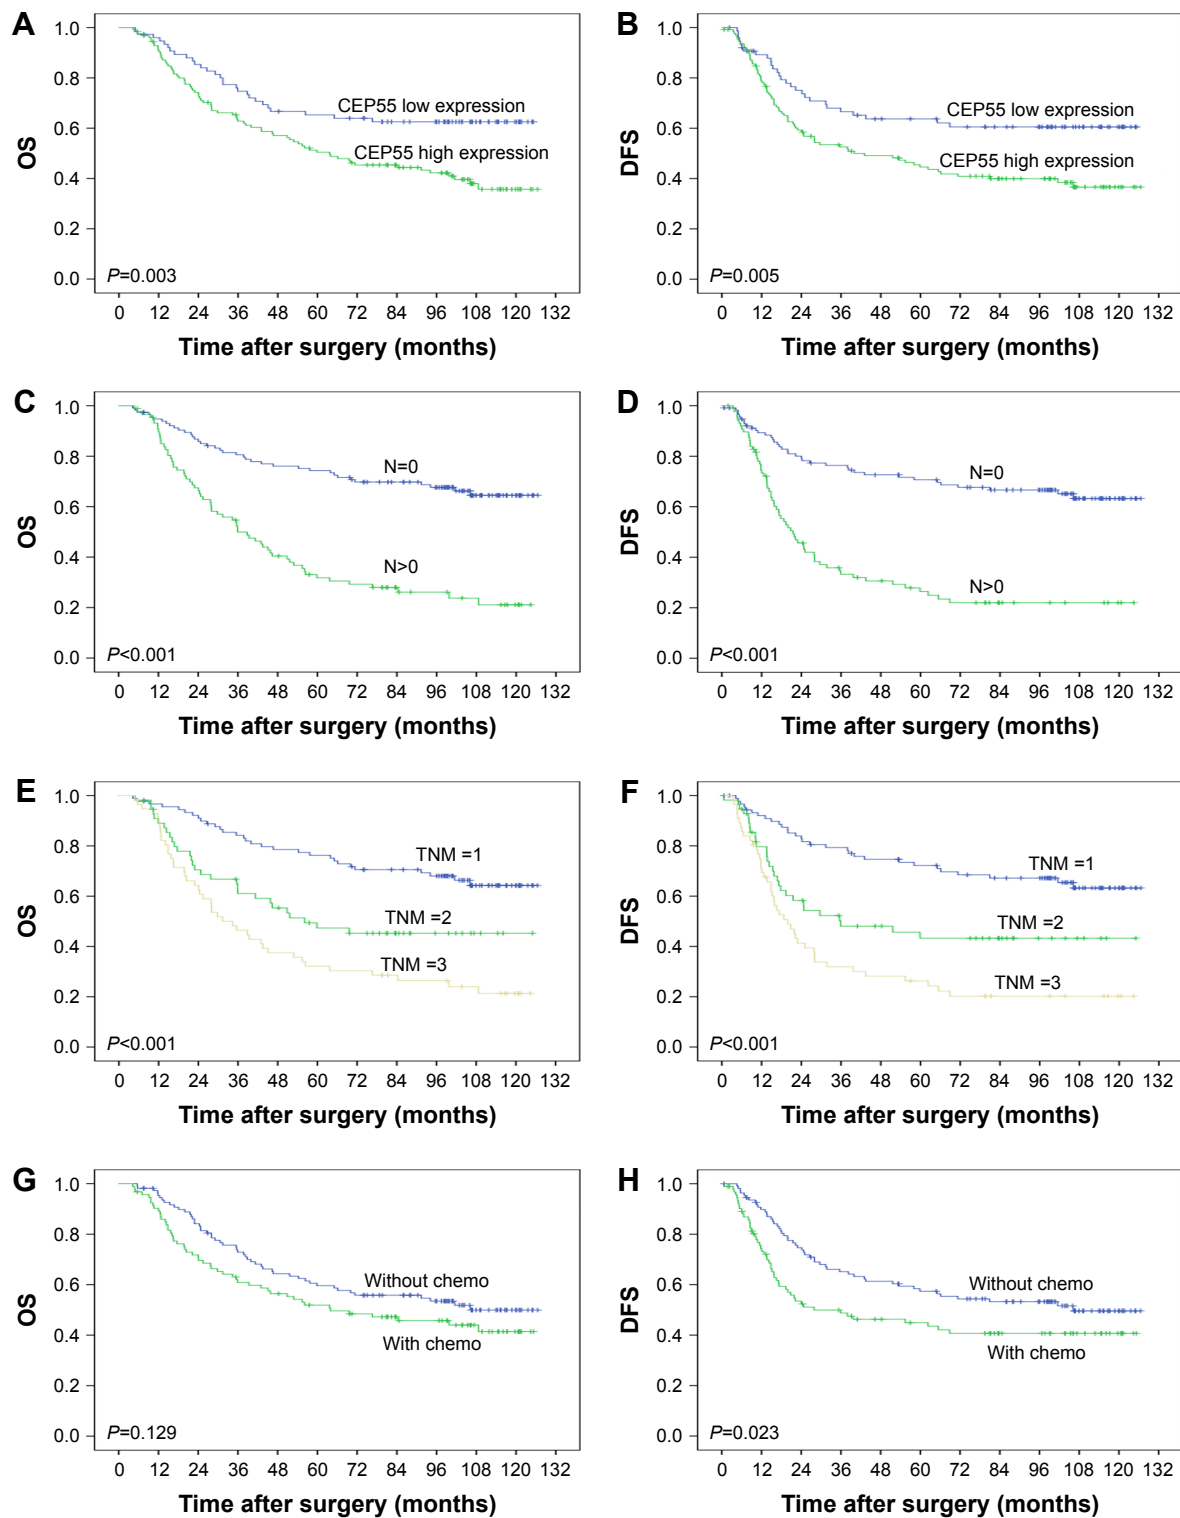 A
OS
1.0
0.8
0.6
0.4
0.2
0.0
CEP55 low expression
CEP55 high expression
P=0.003
0 12 24 36 48 60 72 84 96 108 120 132
Time after surgery (months)
B
DFS
1.0
0.8
0.6
0.4
0.2
0.0
CEP55 low expression
CEP55 high expression
P=0.005
0 12 24 36 48 60 72 84 96 108 120 132
Time after surgery (months)
C
OS
1.0
0.8
0.6
0.4
0.2
0.0
N=0
N>0
P<0.001
0 12 24 36 48 60 72 84 96 108 120 132
Time after surgery (months)
D
DFS
1.0
0.8
0.6
0.4
0.2
0.0
N=0
N>0
P<0.001
0 12 24 36 48 60 72 84 96 108 120 132
Time after surgery (months)
E
OS
1.0
0.8
0.6
0.4
0.2
0.0
TNM =1
TNM =2
TNM =3
P<0.001
0 12 24 36 48 60 72 84 96 108 120 132
Time after surgery (months)
F
DFS
1.0
0.8
0.6
0.4
0.2
0.0
TNM =1
TNM =2
TNM =3
P<0.001
0 12 24 36 48 60 72 84 96 108 120 132
Time after surgery (months)
G
OS
1.0
0.8
0.6
0.4
0.2
0.0
Without chemo
With chemo
P=0.129
0 12 24 36 48 60 72 84 96 108 120 132
Time after surgery (months)
H
DFS
1.0
0.8
0.6
0.4
0.2
0.0
Without chemo
With chemo
P=0.023
0 12 24 36 48 60 72 84 96 108 120 132
Time after surgery (months)